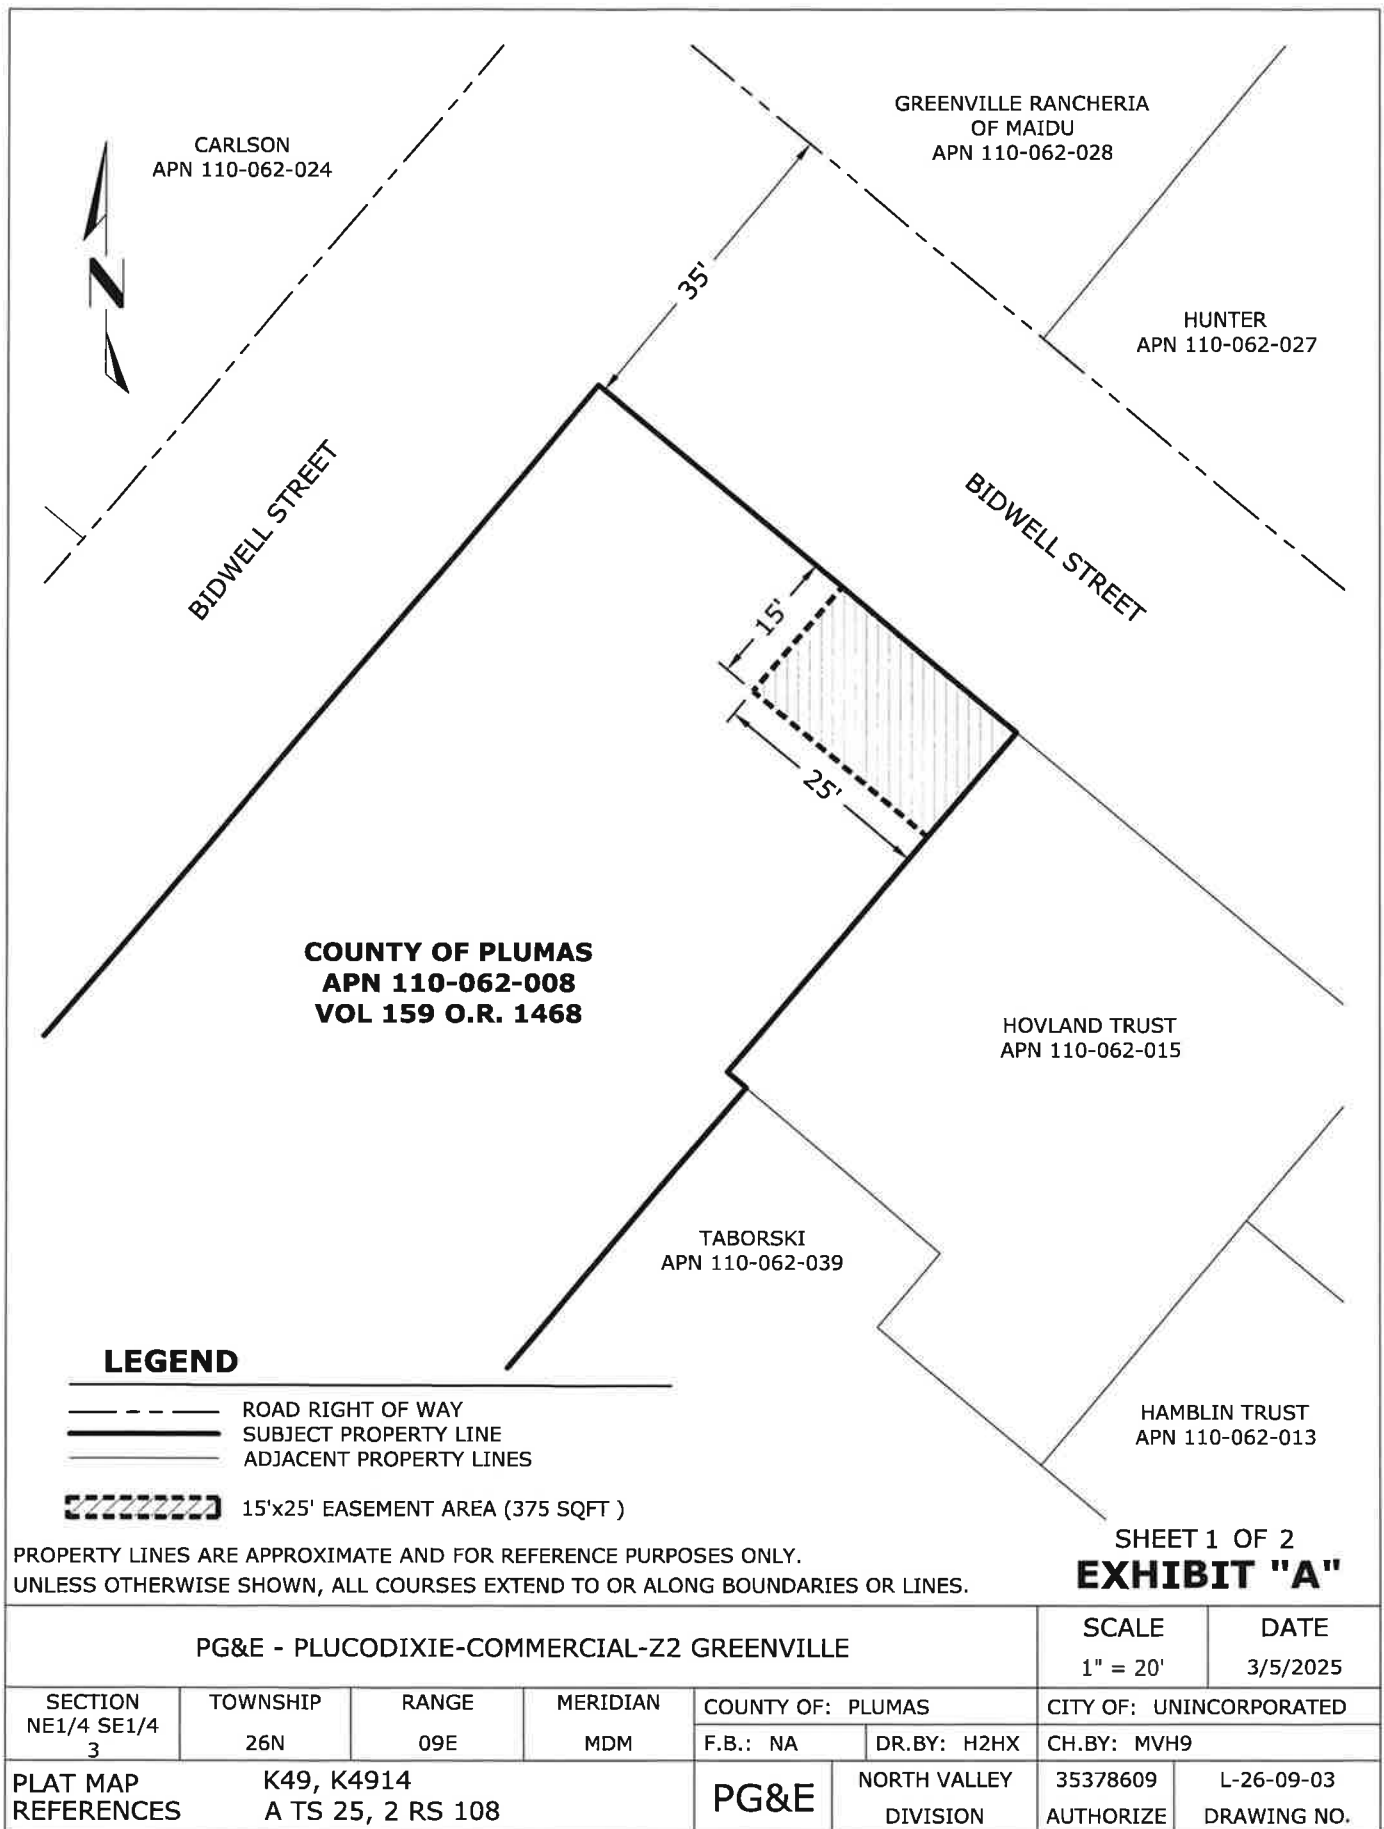 CARLSON
APN 110-062-024
GREENVILLE RANCHERIA
OF MAIDU
APN 110-062-028
N
35'
HUNTER
APN 110-062-027
BIDWELL STREET
BIDWELL STREET
15'
25'
COUNTY OF PLUMAS
APN 110-062-008
VOL 159 O.R. 1468
HOVLAND TRUST
APN 110-062-015
TABORSKI
APN 110-062-039
HAMBLIN TRUST
APN 110-062-013
LEGEND
ROAD RIGHT OF WAY
SUBJECT PROPERTY LINE
ADJACENT PROPERTY LINES
15'x25' EASEMENT AREA (375 SQFT )
PROPERTY LINES ARE APPROXIMATE AND FOR REFERENCE PURPOSES ONLY.
UNLESS OTHERWISE SHOWN, ALL COURSES EXTEND TO OR ALONG BOUNDARIES OR LINES.
SHEET 1 OF 2
EXHIBIT "A"
PG&E - PLUCODIXIE-COMMERCIAL-Z2 GREENVILLE
SCALE
1" = 20'
DATE
3/5/2025
SECTION
NE1/4 SE1/4
3
TOWNSHIP
26N
RANGE
09E
MERIDIAN
MDM
COUNTY OF: PLUMAS
CITY OF: UNINCORPORATED
F.B.: NA
DR.BY: H2HX
CH.BY: MVH9
PLAT MAP
REFERENCES
K49, K4914
A TS 25, 2 RS 108
PG&E
NORTH VALLEY
DIVISION
35378609
AUTHORIZE
L-26-09-03
DRAWING NO.